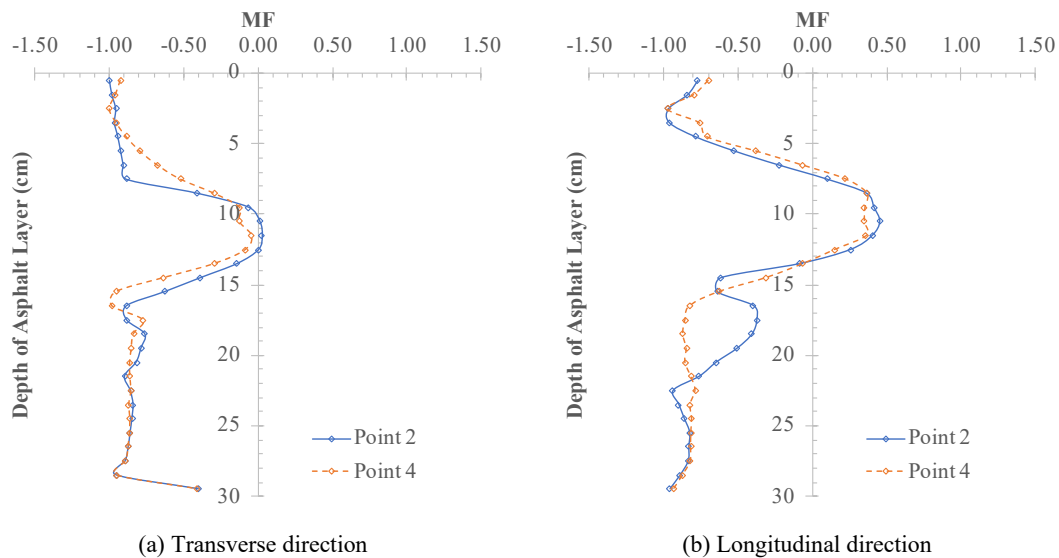 MF
-1.50 -1.00 -0.50 0.00 0.50 1.00 1.50
0
5
10
15
20
25
30
Depth of Asphalt Layer (cm)
Point 2
Point 4
(a) Transverse direction
MF
-1.50 -1.00 -0.50 0.00 0.50 1.00 1.50
0
5
10
15
20
25
30
Depth of Asphalt Layer (cm)
Point 2
Point 4
(b) Longitudinal direction